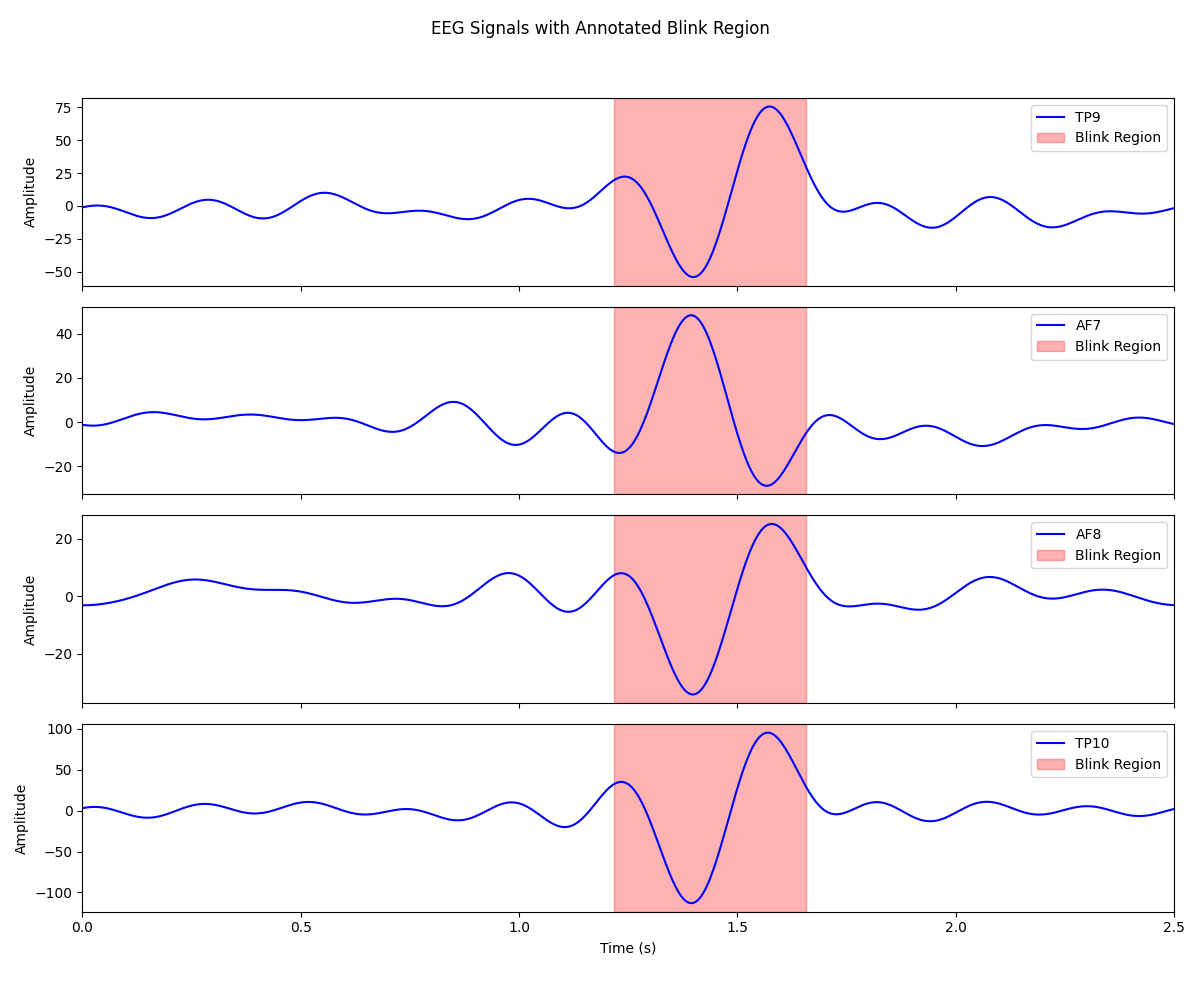 EEG Signals with Annotated Blink Region
75
50
25
0
−25
−50
Amplitude
TP9
Blink Region
40
20
0
−20
Amplitude
AF7
Blink Region
20
0
−20
Amplitude
AF8
Blink Region
100
50
0
−50
−100
Amplitude
TP10
Blink Region
0.0 0.5 1.0 1.5 2.0 2.5
Time (s)